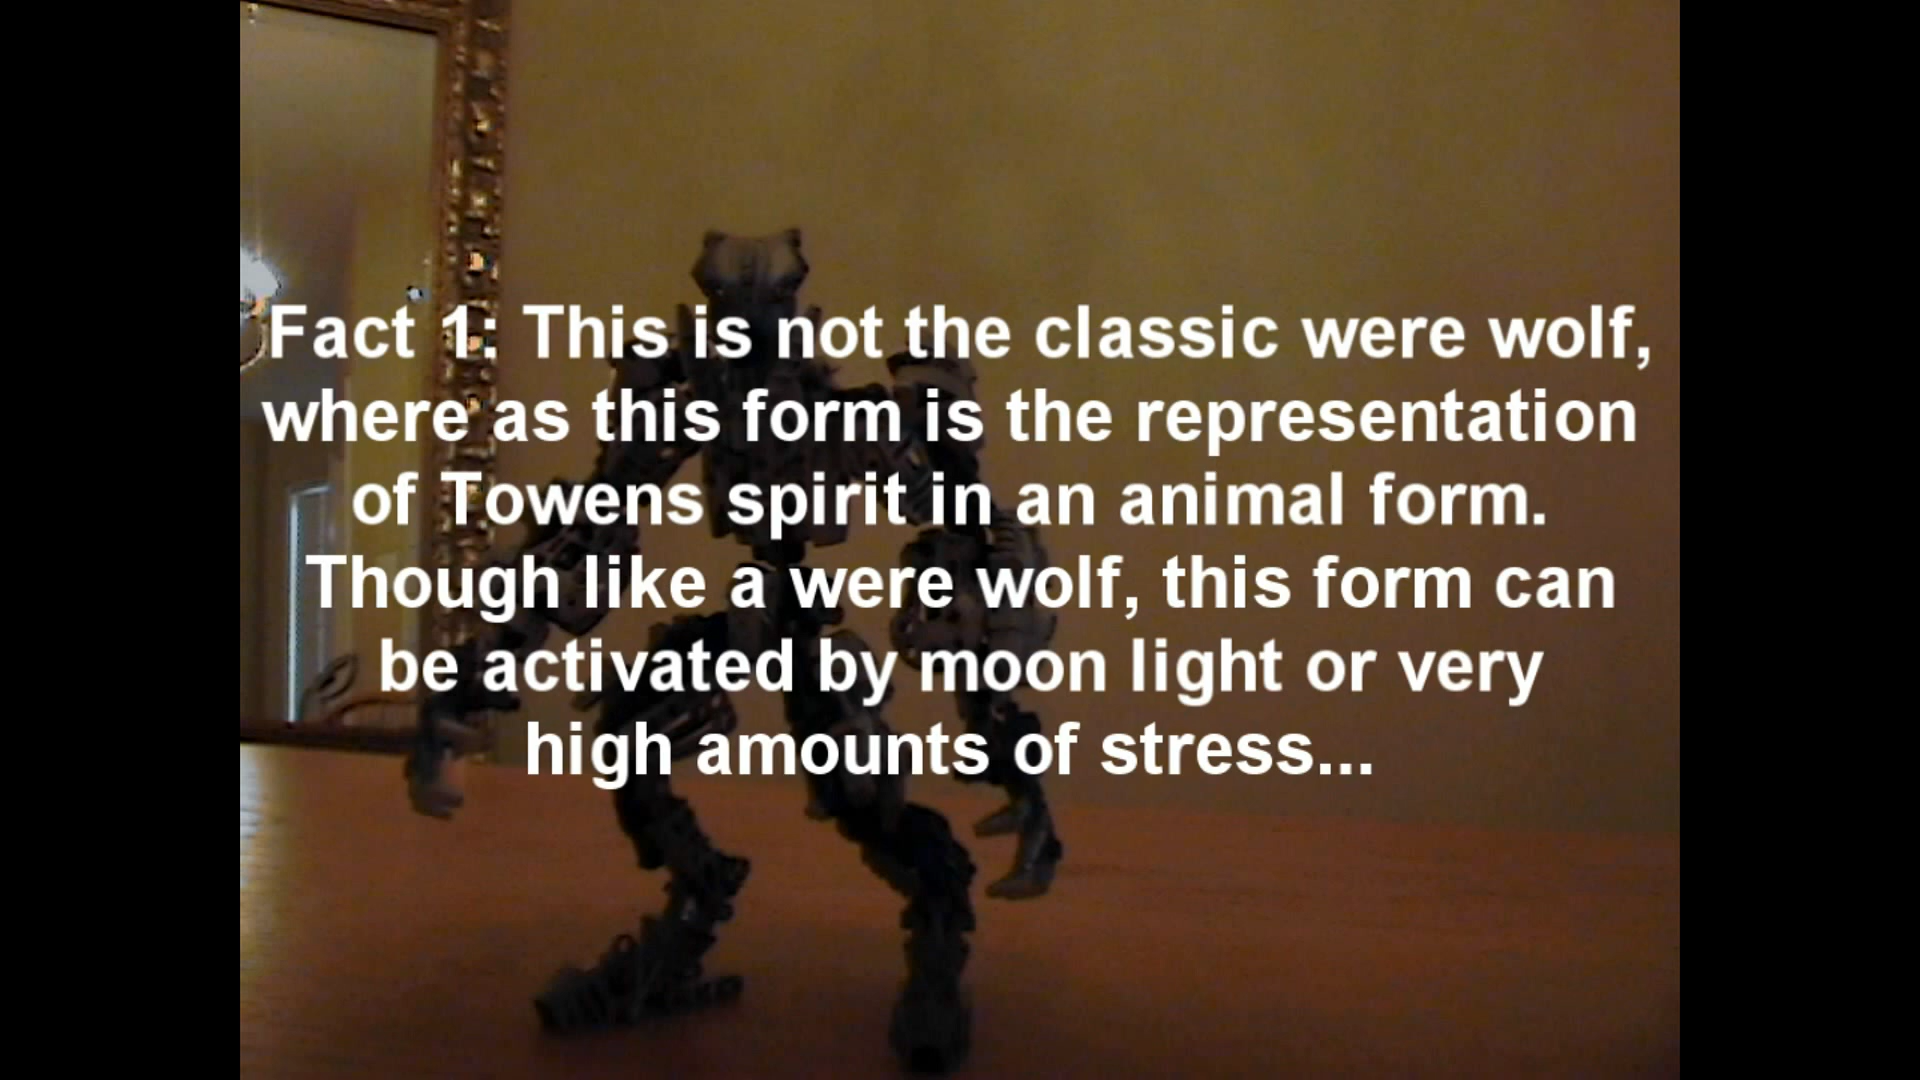 Fact 1: This is not the classic were wolf,
where as this form is the representation
of Towens spirit in an animal form.
Though like a were wolf, this form can
be activated by moon light or very
high amounts of stress...